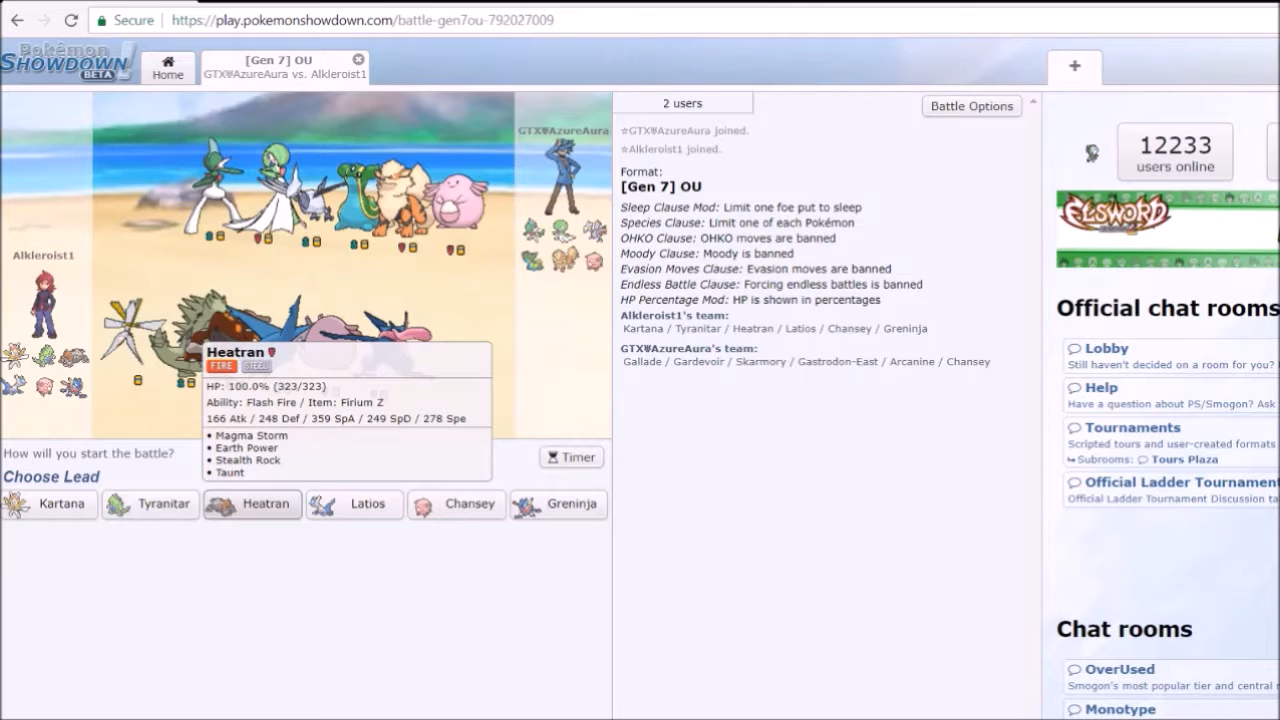 Secure https://play.pokemonshowdown.com/battle-gen7ou-792027009
Pokémon
SHOWDOWN!
BETA
Home
[Gen 7] OU
GTX₩AzureAura vs. Alkleroist1
+
GTX₩AzureAura
Alkleroist1
Heatran
FIRE STEEL
HP: 100.0% (323/323)
Ability: Flash Fire / Item: Firium Z
166 Atk / 248 Def / 359 SpA / 249 SpD / 278 Spe
• Magma Storm
• Earth Power
• Stealth Rock
• Taunt
How will you start the battle?
Timer
Choose Lead
Kartana
Tyranitar
Heatran
Latios
Chansey
Greninja
2 users
Battle Options
☆GTX₩AzureAura joined.
☆Alkleroist1 joined.
Format:
[Gen 7] OU
Sleep Clause Mod: Limit one foe put to sleep
Species Clause: Limit one of each Pokémon
OHKO Clause: OHKO moves are banned
Moody Clause: Moody is banned
Evasion Moves Clause: Evasion moves are banned
Endless Battle Clause: Forcing endless battles is banned
HP Percentage Mod: HP is shown in percentages
Alkleroist1's team:
Kartana / Tyranitar / Heatran / Latios / Chansey / Greninja
GTX₩AzureAura's team:
Gallade / Gardevoir / Skarmory / Gastrodon-East / Arcanine / Chansey
12233
users online
ELSWORD
Official chat rooms
Lobby
Still haven't decided on a room for you?
Help
Have a question about PS/Smogon? Ask
Tournaments
Scripted tours and user-created formats
↳Subrooms: Tours Plaza
Official Ladder Tournament
Official Ladder Tournament Discussion ta
Chat rooms
OverUsed
Smogon's most popular tier and central
Monotype